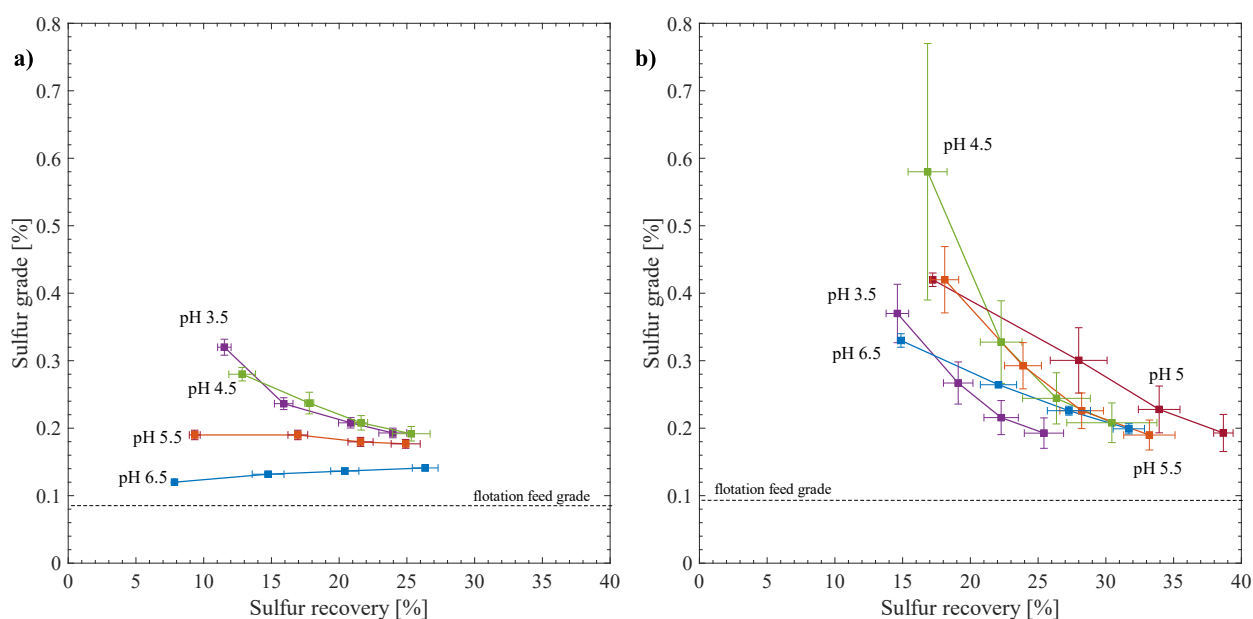 a)
0.8
0.7
0.6
0.5
0.4
0.3
0.2
0.1
0
Sulfur grade [%]
pH 3.5
pH 4.5
pH 5.5
pH 6.5
flotation feed grade
0 5 10 15 20 25 30 35 40
Sulfur recovery [%]
b)
0.8
0.7
0.6
0.5
0.4
0.3
0.2
0.1
0
Sulfur grade [%]
pH 4.5
pH 3.5
pH 6.5
pH 5
pH 5.5
flotation feed grade
0 5 10 15 20 25 30 35 40
Sulfur recovery [%]